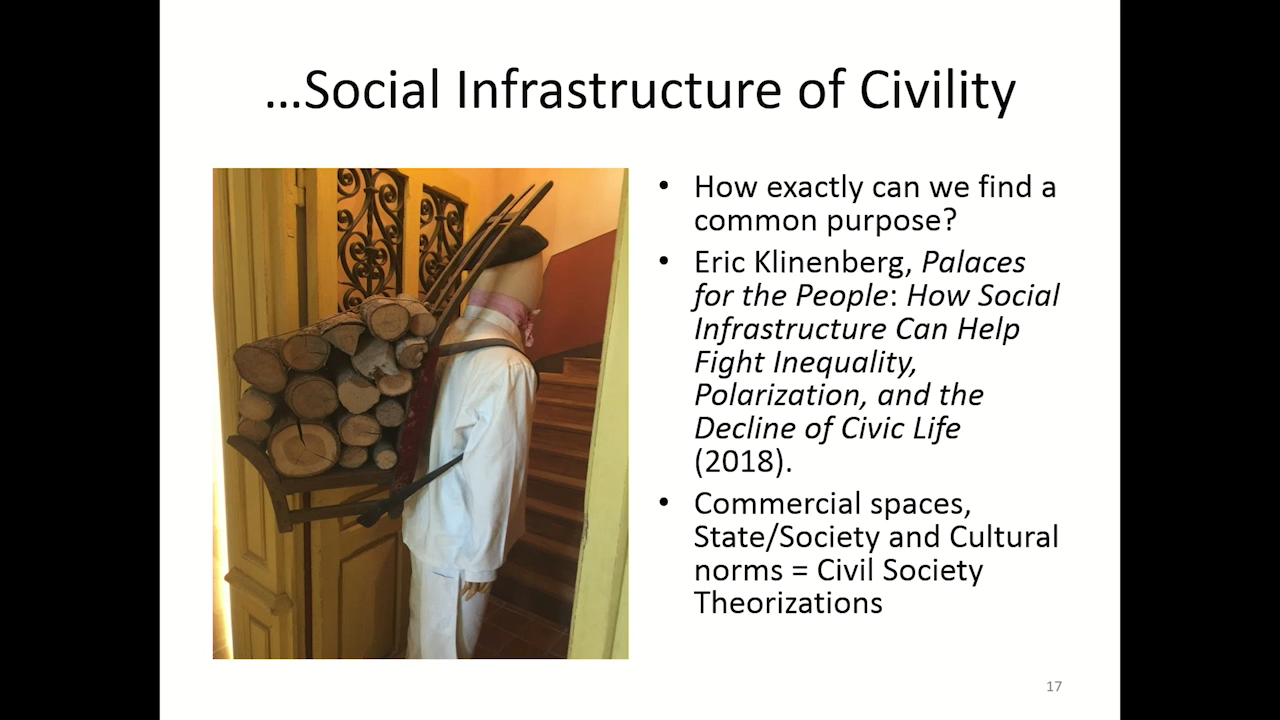 ...Social Infrastructure of Civility
• How exactly can we find a
common purpose?
• Eric Klinenberg, Palaces
for the People: How Social
Infrastructure Can Help
Fight Inequality,
Polarization, and the
Decline of Civic Life
(2018).
• Commercial spaces,
State/Society and Cultural
norms = Civil Society
Theorizations
17